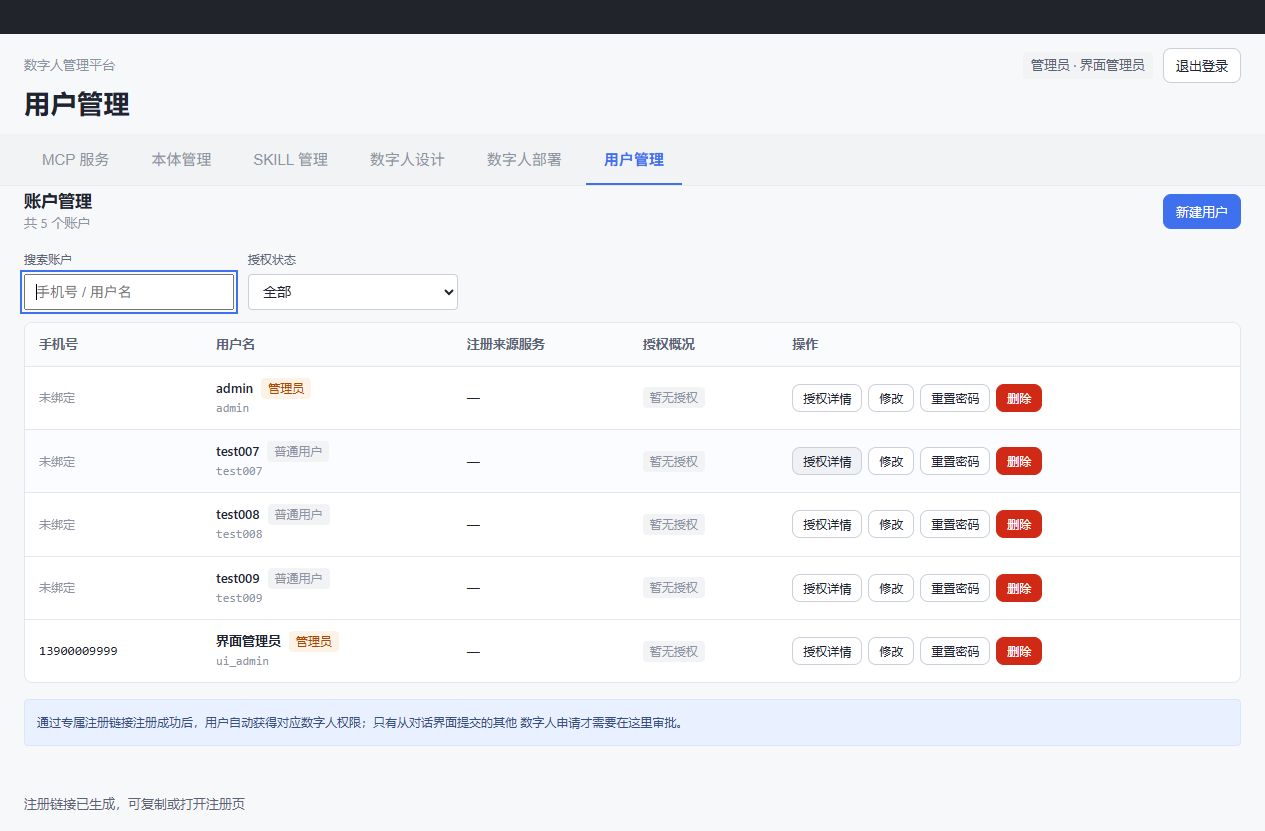 数字人管理平台
管理员 · 界面管理员
退出登录
用户管理
MCP 服务 本体管理 SKILL 管理 数字人设计 数字人部署 用户管理
账户管理
共 5 个账户
新建用户
搜索账户 授权状态
手机号 / 用户名 全部
手机号 用户名 注册来源服务 授权概况 操作
未绑定 admin 管理员 — 暂无授权 授权详情 修改 重置密码 删除
admin
未绑定 test007 普通用户 — 暂无授权 授权详情 修改 重置密码 删除
test007
未绑定 test008 普通用户 — 暂无授权 授权详情 修改 重置密码 删除
test008
未绑定 test009 普通用户 — 暂无授权 授权详情 修改 重置密码 删除
test009
13900009999 界面管理员 管理员 — 暂无授权 授权详情 修改 重置密码 删除
ui_admin
通过专属注册链接注册成功后，用户自动获得对应数字人权限；只有从对话界面提交的其他 数字人申请才需要在这里审批。
注册链接已生成，可复制或打开注册页